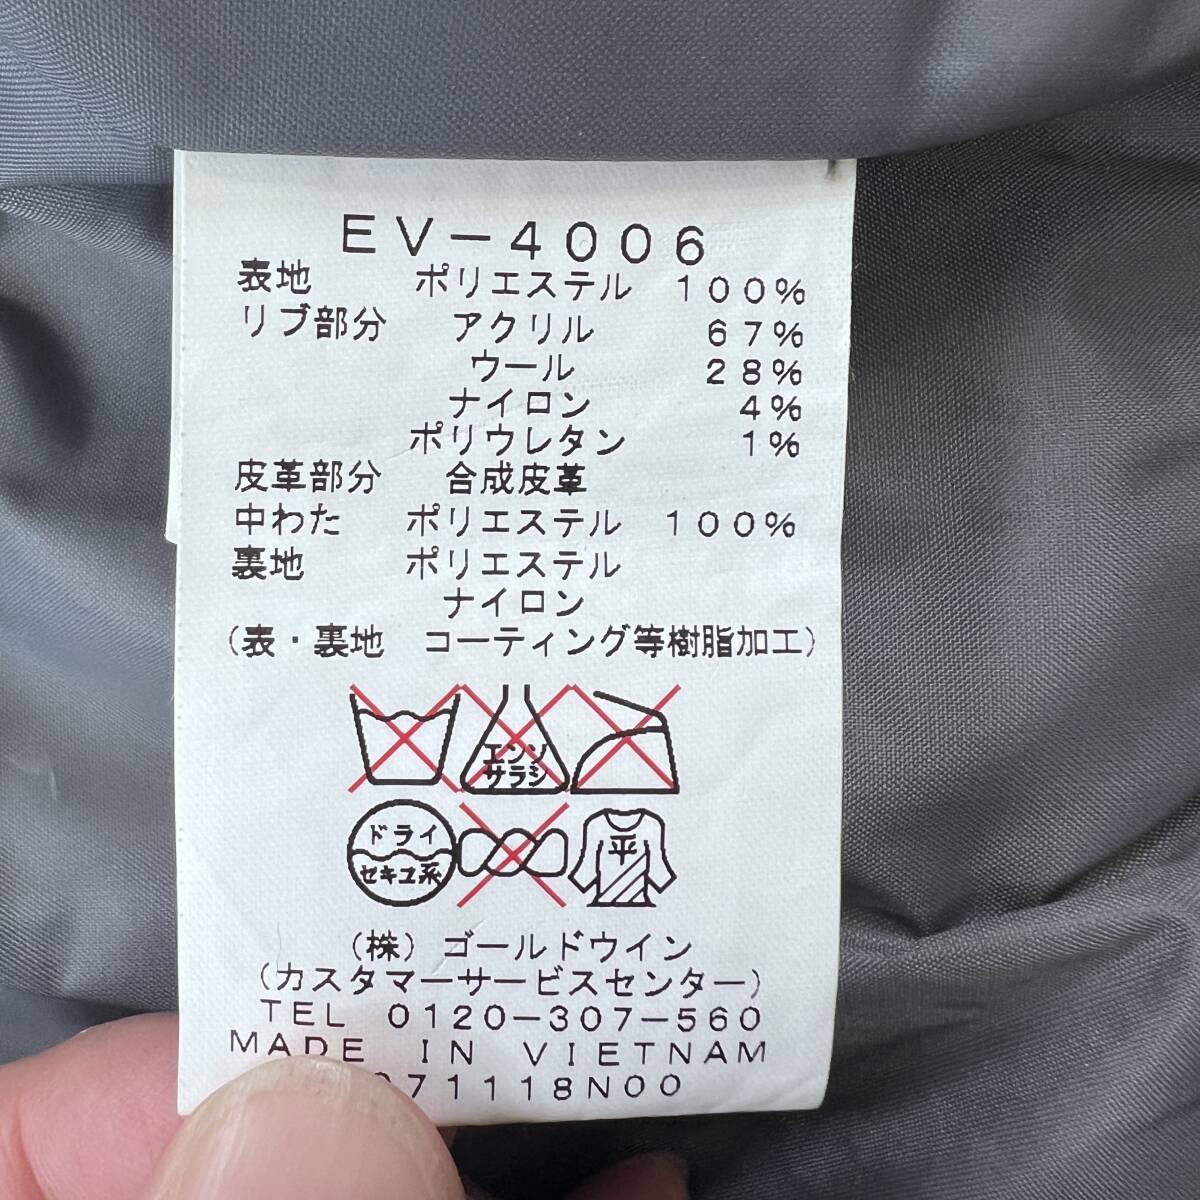 EV-4006
表地 ポリエステル 100%
リブ部分 アクリル 67%
ウール 28%
ナイロン 4%
ポリウレタン 1%
皮革部分 合成皮革
中わた ポリエステル 100%
裏地 ポリエステル
ナイロン
(表・裏地 コーティング等樹脂加工)
エンソ
サラシ
ドライ
セキユ系
平
(株) ゴールドウイン
(カスタマーサービスセンター)
TEL 0120-307-560
MADE IN VIETNAM
071118N00